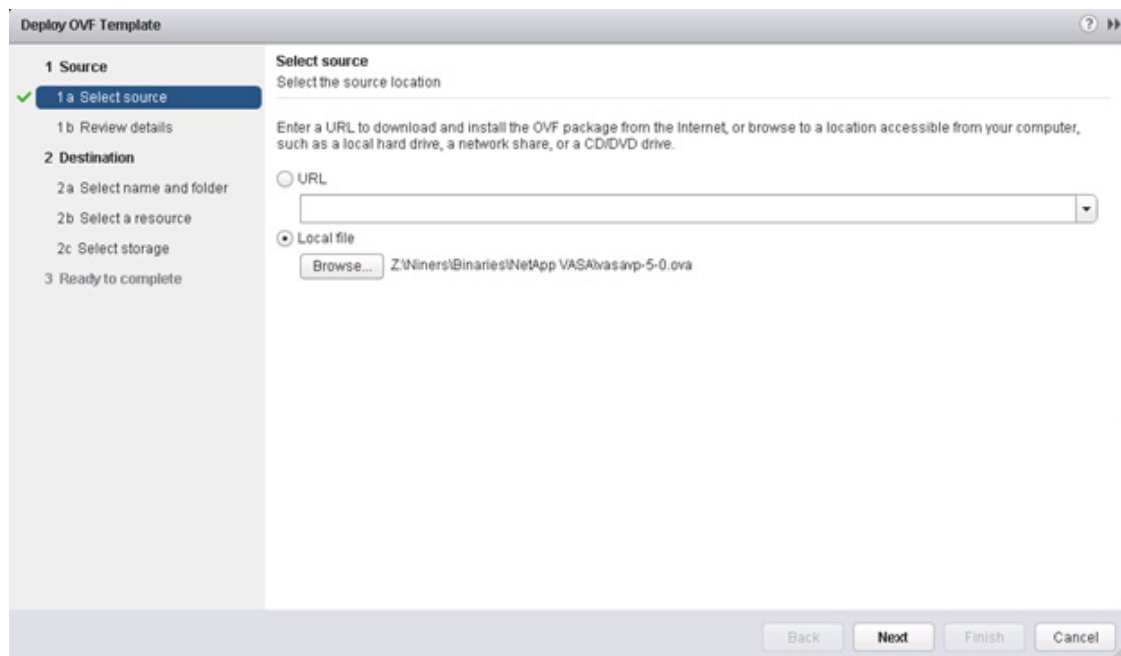 Deploy OVF Template
?
1 Source
1a Select source
1b Review details
2 Destination
2a Select name and folder
2b Select a resource
2c Select storage
3 Ready to complete
Select source
Select the source location
Enter a URL to download and install the OVF package from the Internet, or browse to a location accessible from your computer,
such as a local hard drive, a network share, or a CD/DVD drive.
URL
Local file
Browse... Z:\Niners\Binaries\NetApp VASA\vasavp-5-0.ova
Back Next Finish Cancel